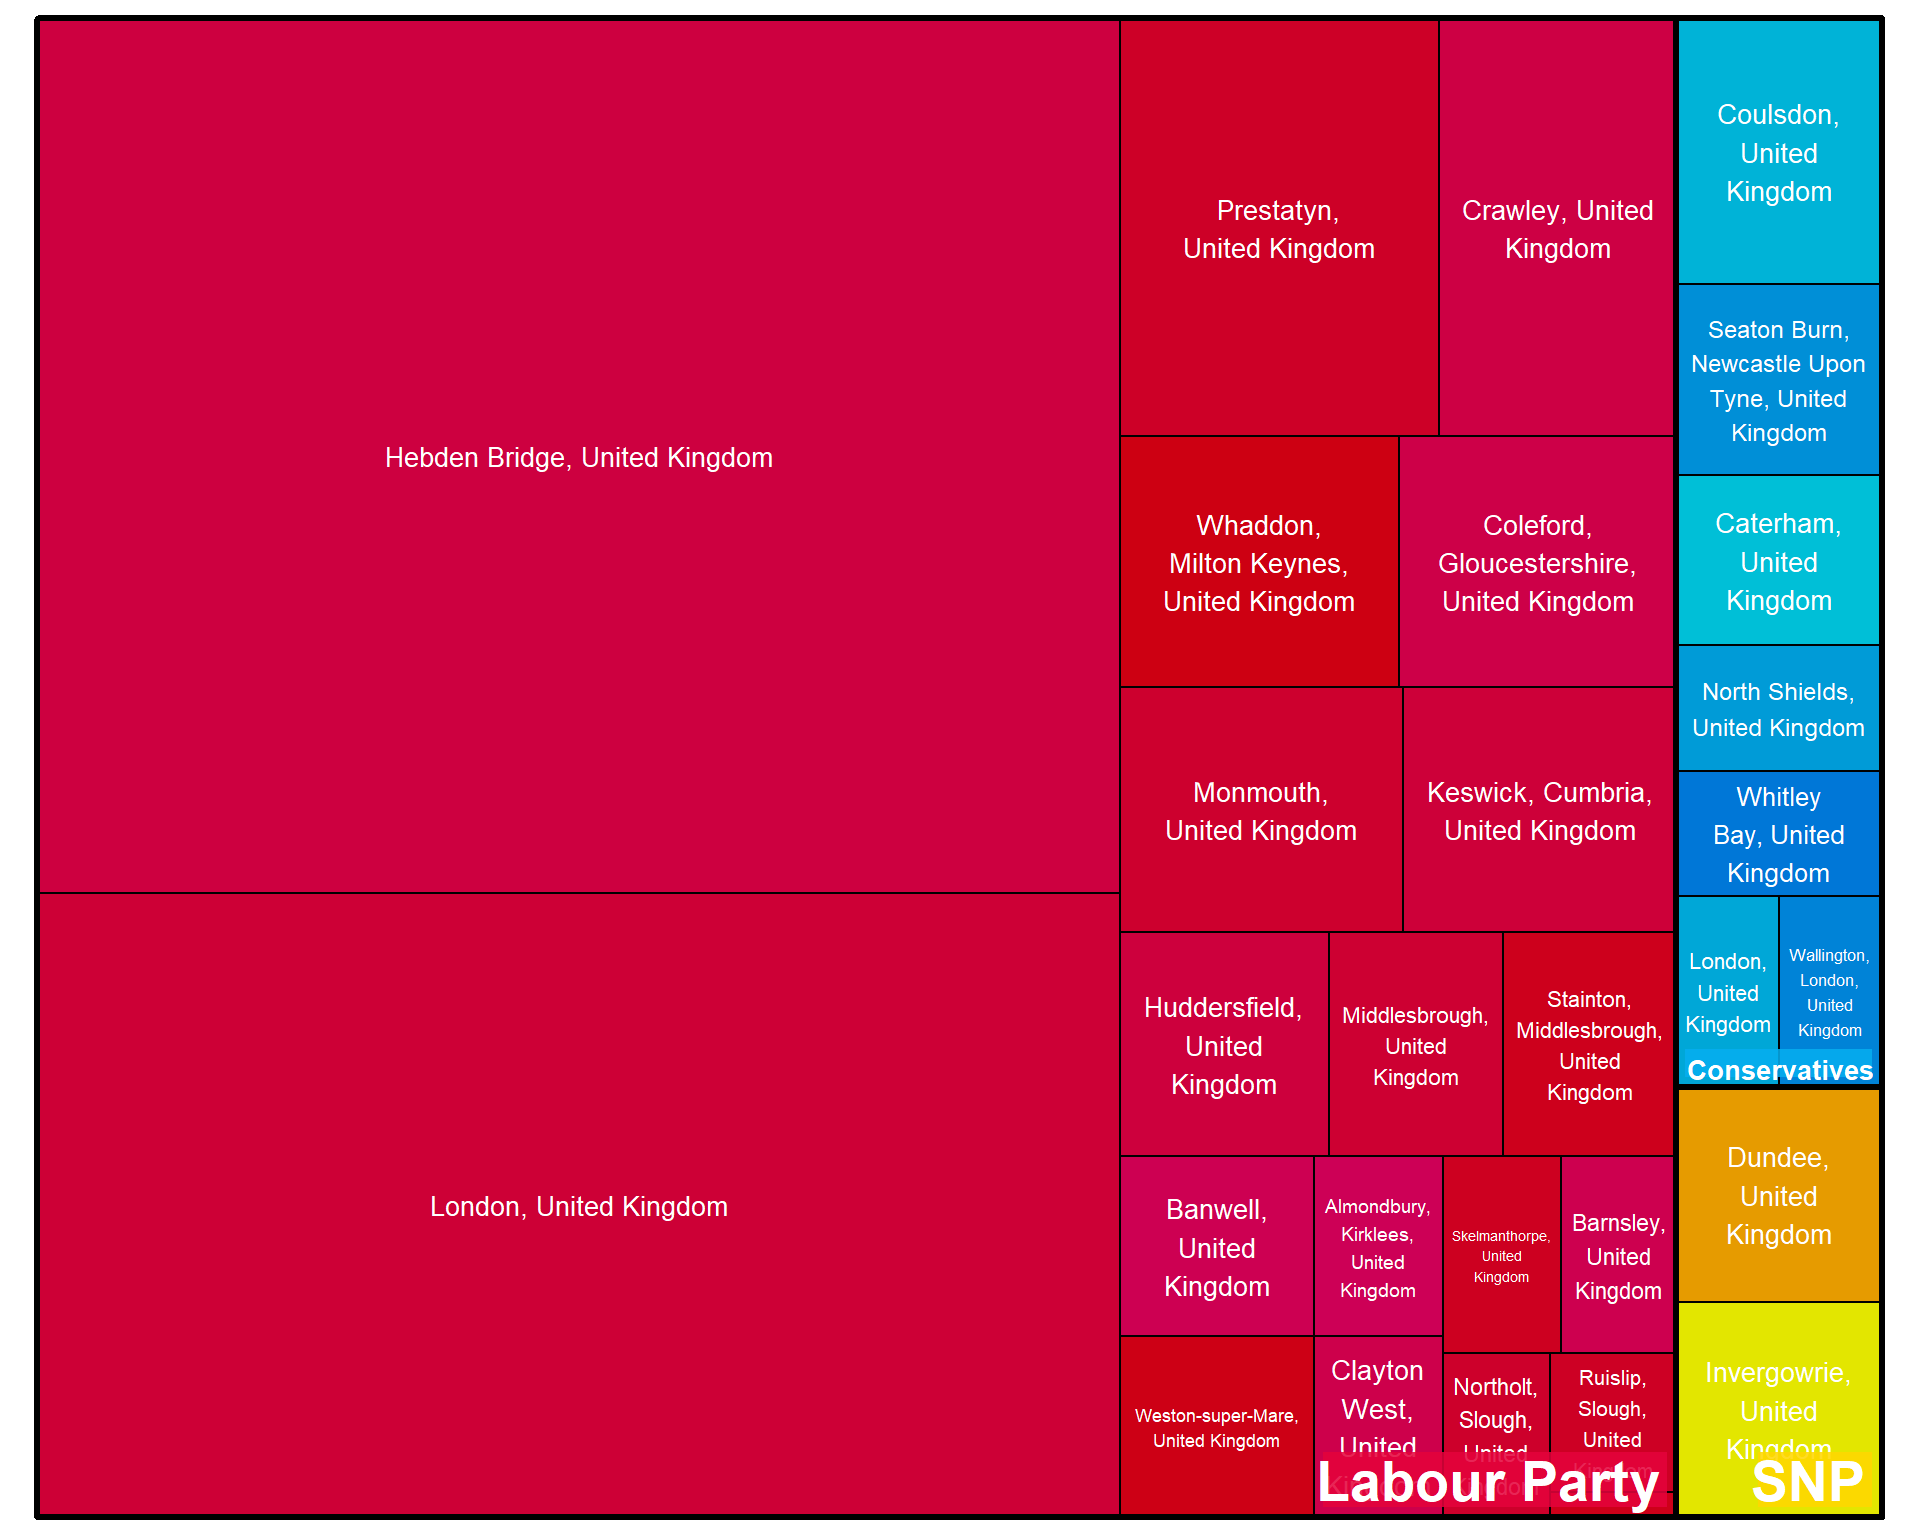 Hebden Bridge, United Kingdom
London, United Kingdom
Prestatyn,
United Kingdom
Crawley, United
Kingdom
Whaddon,
Milton Keynes,
United Kingdom
Coleford,
Gloucestershire,
United Kingdom
Monmouth,
United Kingdom
Keswick, Cumbria,
United Kingdom
Huddersfield,
United
Kingdom
Middlesbrough,
United
Kingdom
Stainton,
Middlesbrough,
United
Kingdom
Banwell,
United
Kingdom
Almondbury,
Kirklees,
United
Kingdom
Skelmanthorpe,
United
Kingdom
Barnsley,
United
Kingdom
Weston-super-Mare,
United Kingdom
Clayton
West,
United
Kingdom
Northolt,
Slough,
United
Kingdom
Ruislip,
Slough,
United
Kingdom
Labour Party
Coulsdon,
United
Kingdom
Seaton Burn,
Newcastle Upon
Tyne, United
Kingdom
Caterham,
United
Kingdom
North Shields,
United Kingdom
Whitley
Bay, United
Kingdom
London,
United
Kingdom
Wallington,
London,
United
Kingdom
Conservatives
Dundee,
United
Kingdom
Invergowrie,
United
Kingdom
SNP